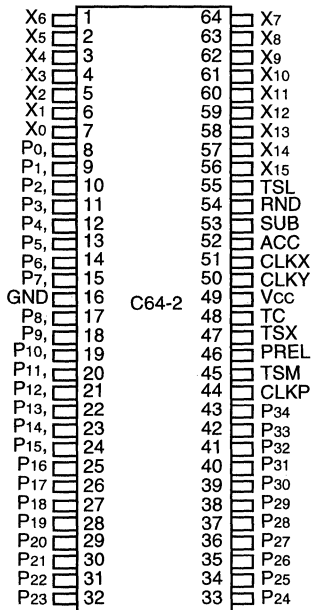 X6 1 64 X7
X5 2 63 X8
X4 3 62 X9
X3 4 61 X10
X2 5 60 X11
X1 6 59 X12
X0 7 58 X13
P0, 8 57 X14
P1, 9 56 X15
P2, 10 55 TSL
P3, 11 54 RND
P4, 12 53 SUB
P5, 13 52 ACC
P6, 14 51 CLKX
P7, 15 50 CLKY
GND 16 C64-2 49 VCC
P8, 17 48 TC
P9, 18 47 TSX
P10, 19 46 PREL
P11, 20 45 TSM
P12, 21 44 CLKP
P13, 22 43 P34
P14, 23 42 P33
P15, 24 41 P32
P16 25 40 P31
P17 26 39 P30
P18 27 38 P29
P19 28 37 P28
P20 29 36 P27
P21 30 35 P26
P22 31 34 P25
P23 32 33 P24